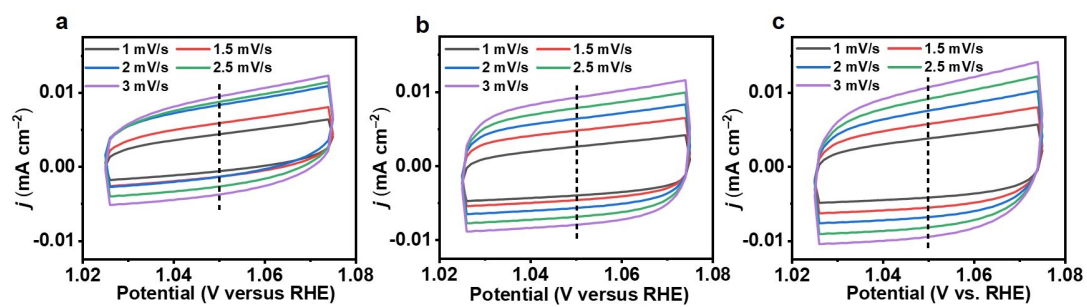 a
1 mV/s 1.5 mV/s
2 mV/s 2.5 mV/s
3 mV/s
0.01
0.00
-0.01
j (mA cm⁻²)
1.02 1.04 1.06 1.08
Potential (V versus RHE)
b
1 mV/s 1.5 mV/s
2 mV/s 2.5 mV/s
3 mV/s
0.01
0.00
-0.01
j (mA cm⁻²)
1.02 1.04 1.06 1.08
Potential (V versus RHE)
c
1 mV/s 1.5 mV/s
2 mV/s 2.5 mV/s
3 mV/s
0.01
0.00
-0.01
j (mA cm⁻²)
1.02 1.04 1.06 1.08
Potential (V vs. RHE)